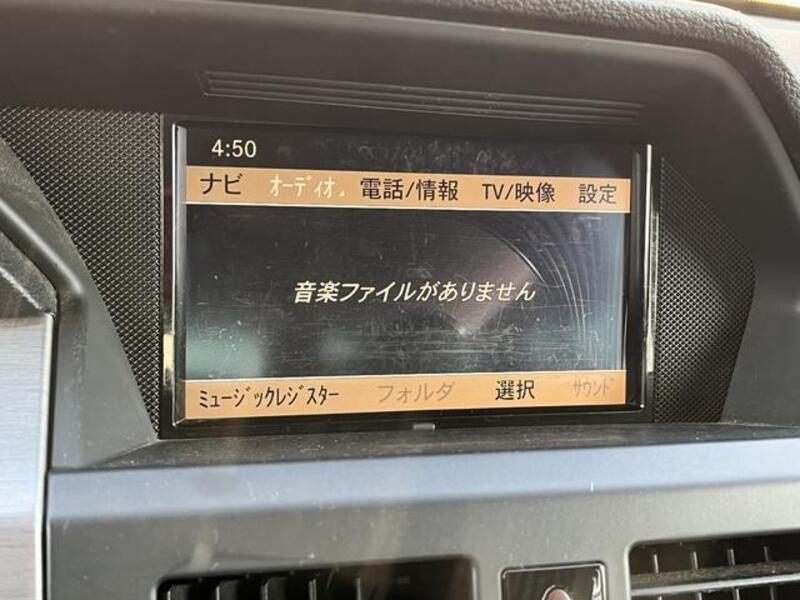 4:50
ナビ ｵｰﾃﾞｨｵ 電話/情報 TV/映像 設定
音楽ファイルがありません
ﾐｭｰｼﾞｯｸﾚｼﾞｽﾀｰ フォルダ 選択 ｻｳﾝﾄﾞ